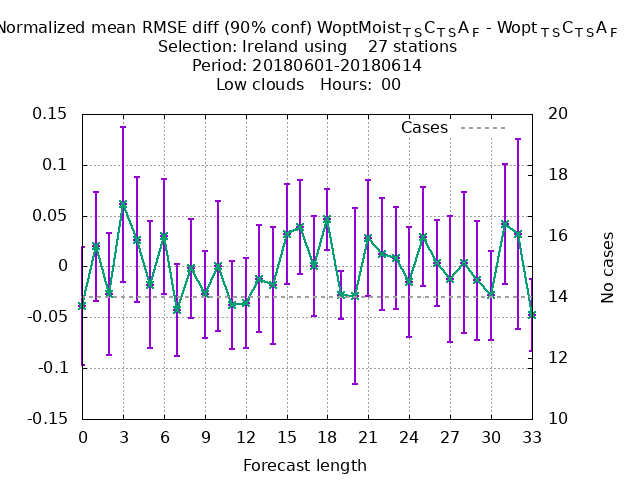 Normalized mean RMSE diff (90% conf) WoptMoist_TSC_TSA_F - Wopt_TSC_TSA_F
Selection: Ireland using 27 stations
Period: 20180601-20180614
Low clouds Hours: 00
Cases
0.15
0.1
0.05
0
-0.05
-0.1
-0.15
20
18
16
14
12
10
No cases
0 3 6 9 12 15 18 21 24 27 30 33
Forecast length